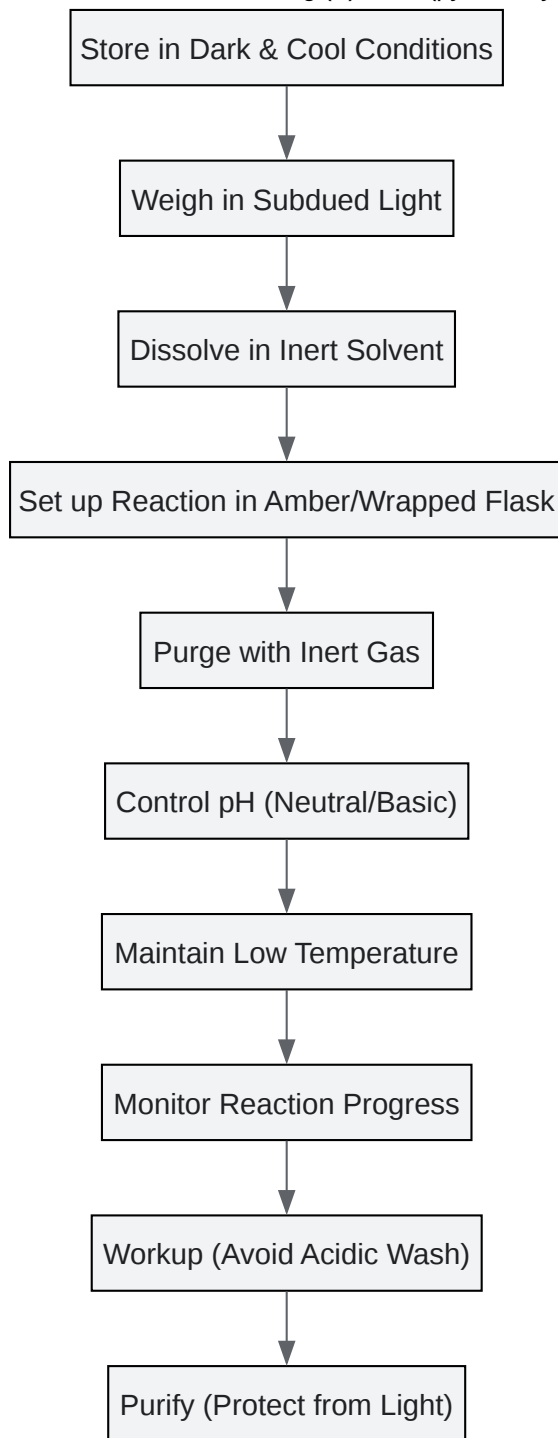 Store in Dark & Cool Conditions
Weigh in Subdued Light
Dissolve in Inert Solvent
Set up Reaction in Amber/Wrapped Flask
Purge with Inert Gas
Control pH (Neutral/Basic)
Maintain Low Temperature
Monitor Reaction Progress
Workup (Avoid Acidic Wash)
Purify (Protect from Light)